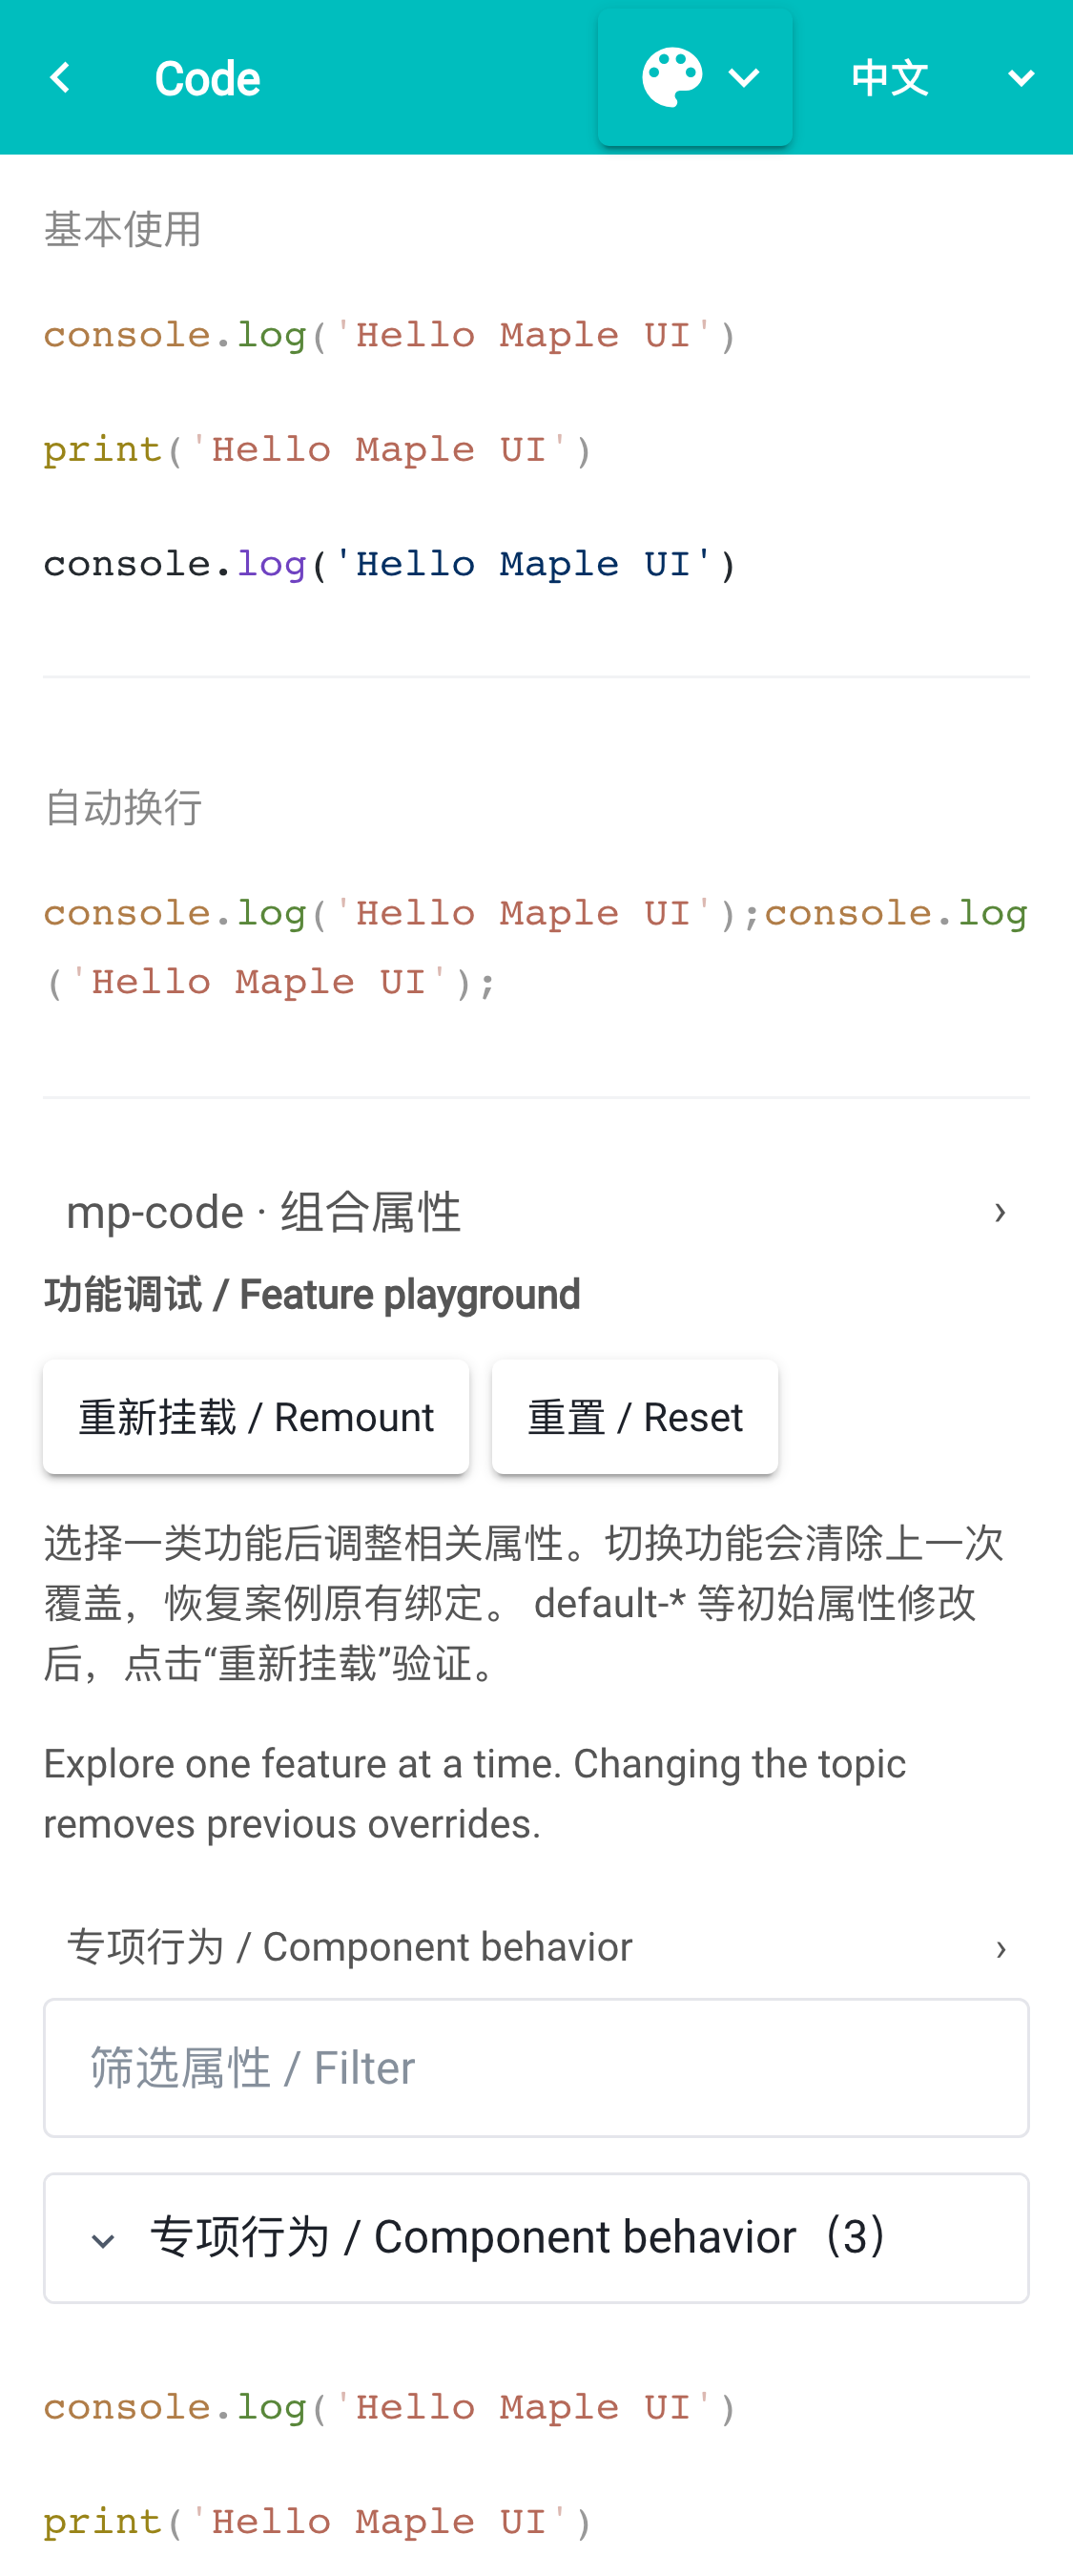 Code
中文
基本使用
console.log('Hello Maple UI')
print('Hello Maple UI')
console.log('Hello Maple UI')
自动换行
console.log('Hello Maple UI');console.log
('Hello Maple UI');
mp-code · 组合属性
功能调试 / Feature playground
重新挂载 / Remount
重置 / Reset
选择一类功能后调整相关属性。切换功能会清除上一次
覆盖，恢复案例原有绑定。 default-* 等初始属性修改
后，点击“重新挂载”验证。
Explore one feature at a time. Changing the topic
removes previous overrides.
专项行为 / Component behavior
筛选属性 / Filter
专项行为 / Component behavior（3）
console.log('Hello Maple UI')
print('Hello Maple UI')